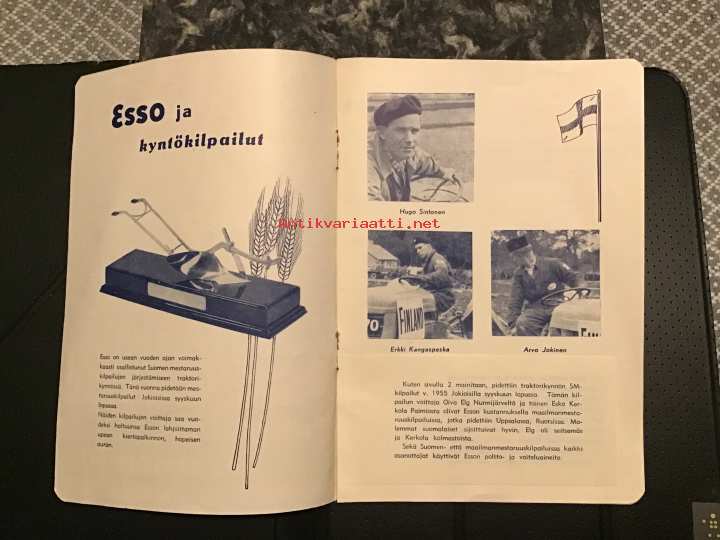 Esso ja
kyntökilpailut
Esso on usean vuoden ajan voimak-
kaasti osallistunut Suomen mestaruus-
kilpailujen järjestämiseen traktori-
kynnössä. Tänä vuonna pidetään mes-
taruuskilpailut Jokioisissa syyskuun
lopussa.
Näiden kilpailujen voittaja saa vuo-
deksi haltuunsa Esson lahjoittaman
upean kiertopalkinnon, hopeisen
auran.
Hugo Sintonen
Antikvariaatti.net
FINLAND
Erkki Kangaspeska
Arvo Jokinen
Kuten sivulla 2 mainitaan, pidettiin traktorikynnön SM-
kilpailut v. 1955 Jokioisilla syyskuun lopussa. Tämän kil-
pailun voittaja Oiva Elg Nurmijärveltä ja toinen Esko Ker-
kola Paimiosta olivat Esson kustannuksella maailmanmesta-
ruuskilpailuissa, jotka pidettiin Uppsalassa, Ruotsissa. Mo-
lemmat suomalaiset sijoittuivat hyvin, Elg oli seitsemäs
ja Kerkola kolmastoista.
Sekä Suomen- että maailmanmestaruuskilpailuissa kaikki
osanottajat käyttivät Esson poltto- ja voiteluaineita.